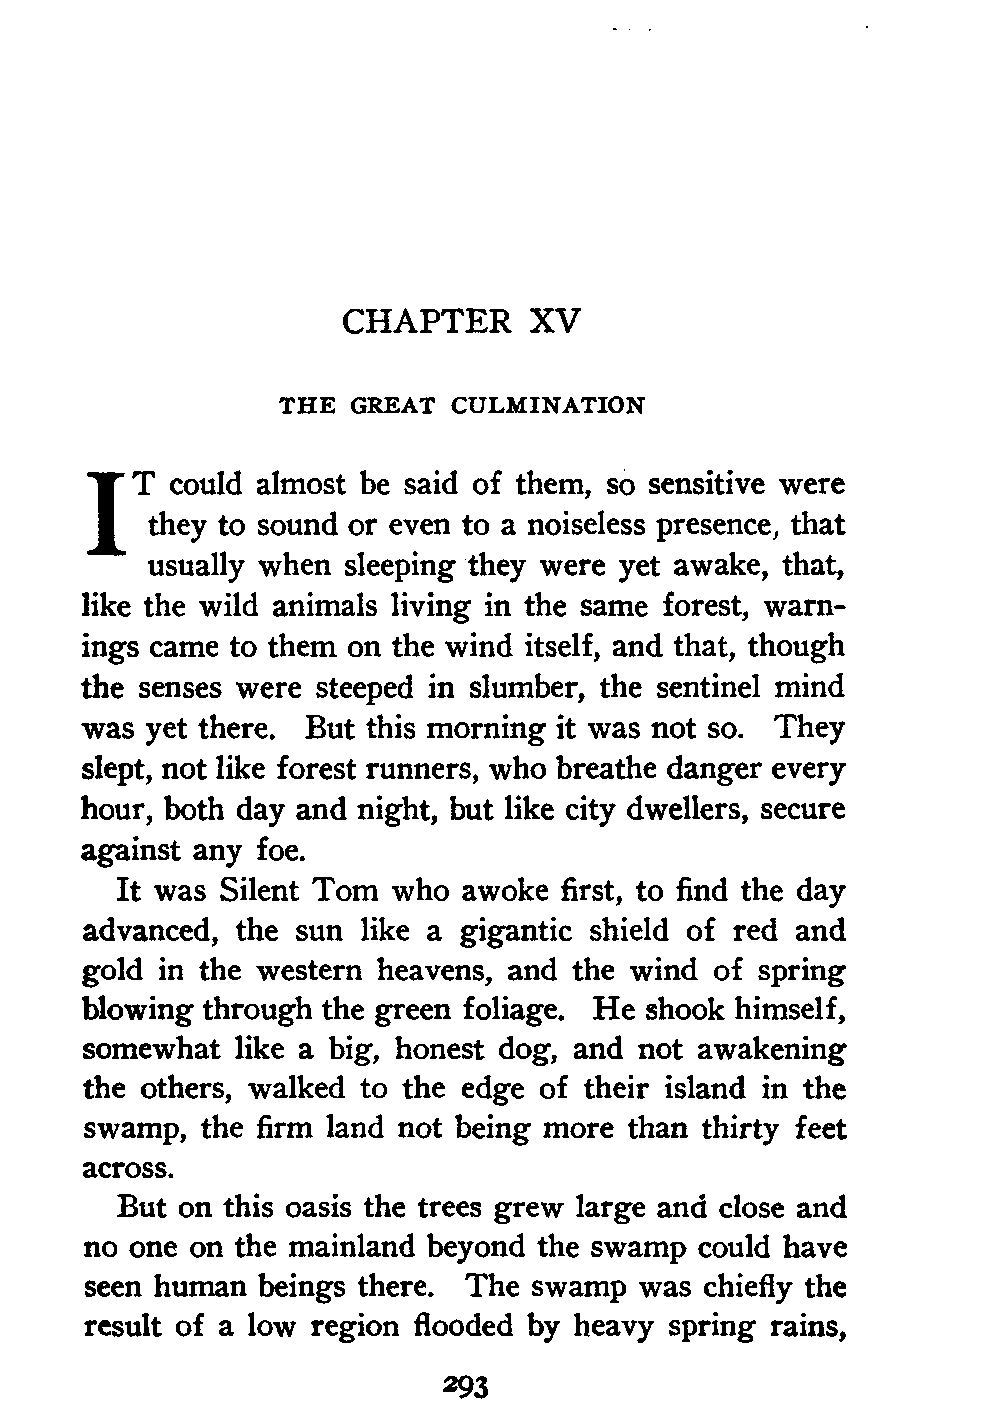 CHAPTER XV
THE GREAT CULMINATION
IT could almost be said of them, so sensitive were
they to sound or even to a noiseless presence, that
usually when sleeping they were yet awake, that,
like the wild animals living in the same forest, warn-
ings came to them on the wind itself, and that, though
the senses were steeped in slumber, the sentinel mind
was yet there. But this morning it was not so. They
slept, not like forest runners, who breathe danger every
hour, both day and night, but like city dwellers, secure
against any foe.
It was Silent Tom who awoke first, to find the day
advanced, the sun like a gigantic shield of red and
gold in the western heavens, and the wind of spring
blowing through the green foliage. He shook himself,
somewhat like a big, honest dog, and not awakening
the others, walked to the edge of their island in the
swamp, the firm land not being more than thirty feet
across.
But on this oasis the trees grew large and close and
no one on the mainland beyond the swamp could have
seen human beings there. The swamp was chiefly the
result of a low region flooded by heavy spring rains,
293